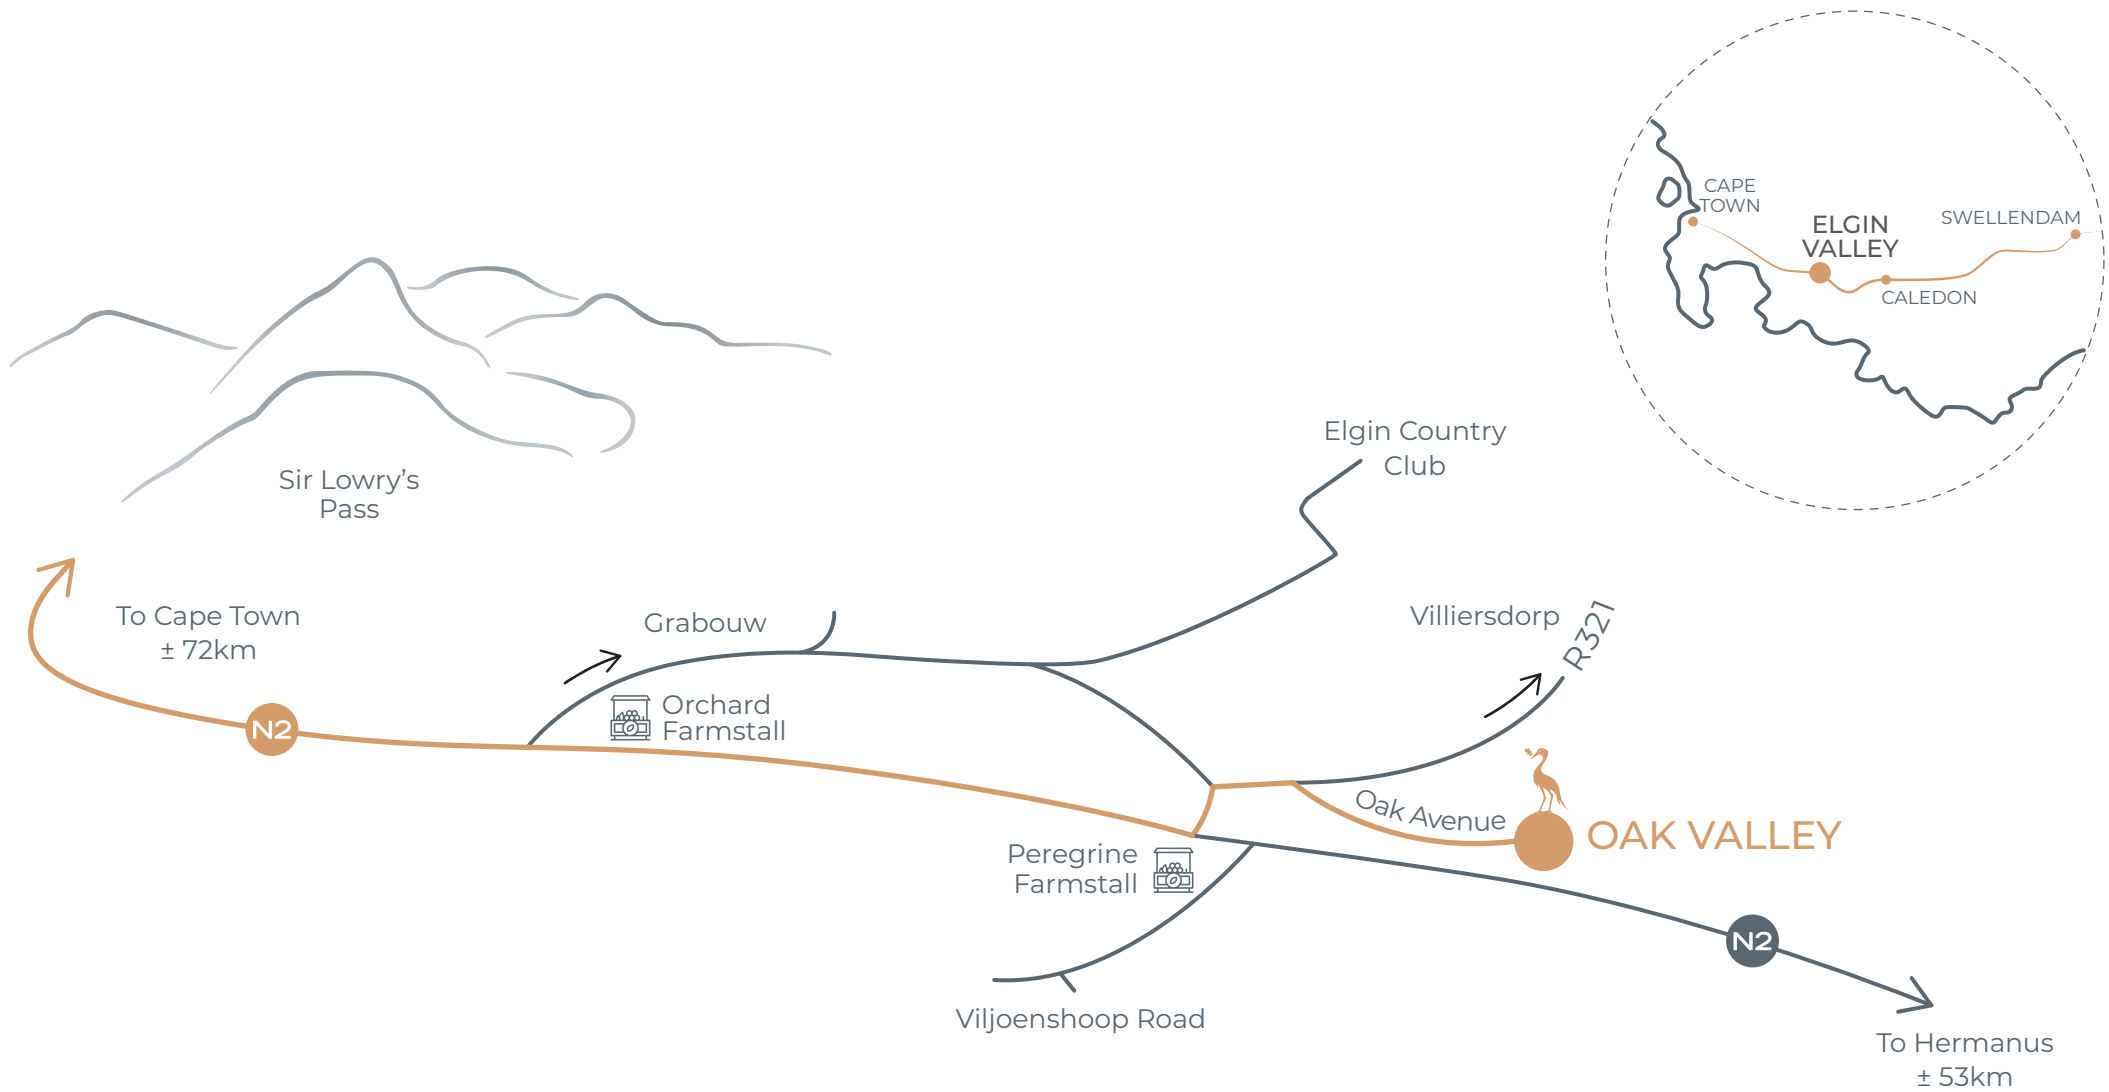 CAPE
TOWN
ELGIN
VALLEY
SWELLENDAM
CALEDON
Elgin Country
Club
Sir Lowry’s
Pass
To Cape Town
± 72km
Grabouw
Villiersdorp
R321
Orchard
Farmstall
N2
Oak Avenue
OAK VALLEY
Peregrine
Farmstall
N2
Viljoenshoop Road
To Hermanus
± 53km